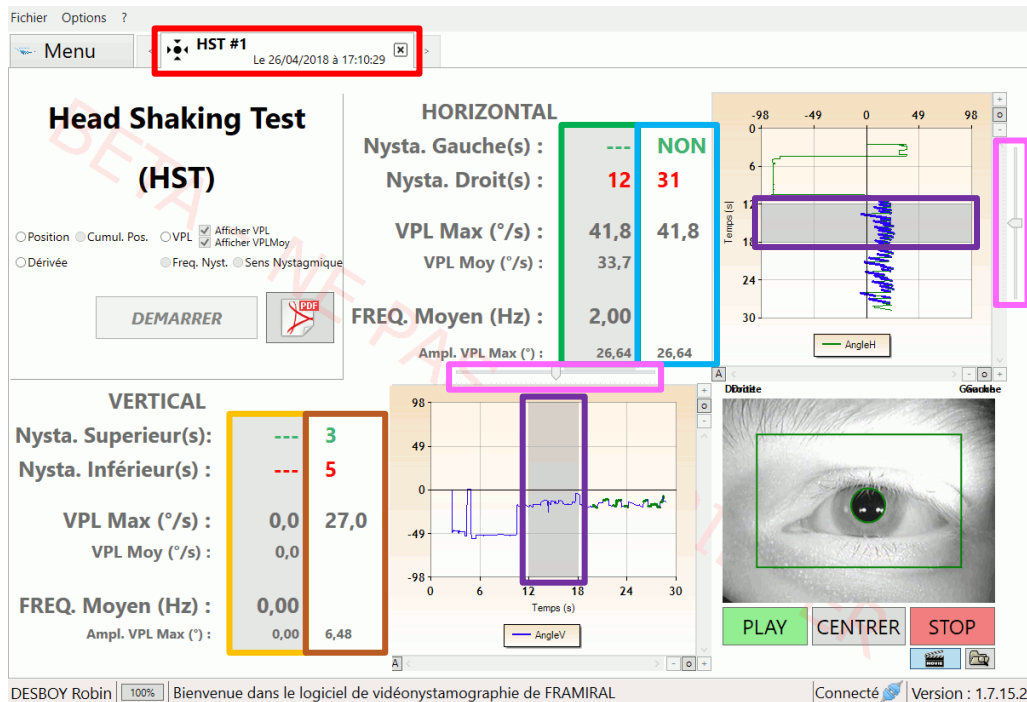 Fichier Options ?
Menu
HST #1
Le 26/04/2018 à 17:10:29
Head Shaking Test
(HST)
Position Cumul. Pos. VPL Afficher VPL
Afficher VPLMoy
Dérivée Freq. Nyst. Sens Nystagmique
DEMARRER
PDF
HORIZONTAL
Nysta. Gauche(s) : --- NON
Nysta. Droit(s) : 12 31
VPL Max (°/s) : 41,8 41,8
VPL Moy (°/s) : 33,7
FREQ. Moyen (Hz) : 2,00
Ampl. VPL Max (°) : 26,64 26,64
-98 -49 0 49 98
0
6
12
18
24
30
Temps (s)
AngleH
A < > - o +
+
o
-
VERTICAL
Nysta. Superieur(s): --- 3
Nysta. Inférieur(s) : --- 5
VPL Max (°/s) : 0,0 27,0
VPL Moy (°/s) : 0,0
FREQ. Moyen (Hz) : 0,00
Ampl. VPL Max (°) : 0,00 6,48
98
49
0
-49
-98
0 6 12 18 24 30
Temps (s)
AngleV
A < > - o +
+
o
-
Droite Gauche
PLAY CENTRER STOP
MOVIE
BETA NE PAS
DESBOY Robin 100% Bienvenue dans le logiciel de vidéonystamographie de FRAMIRAL Connecté Version : 1.7.15.2